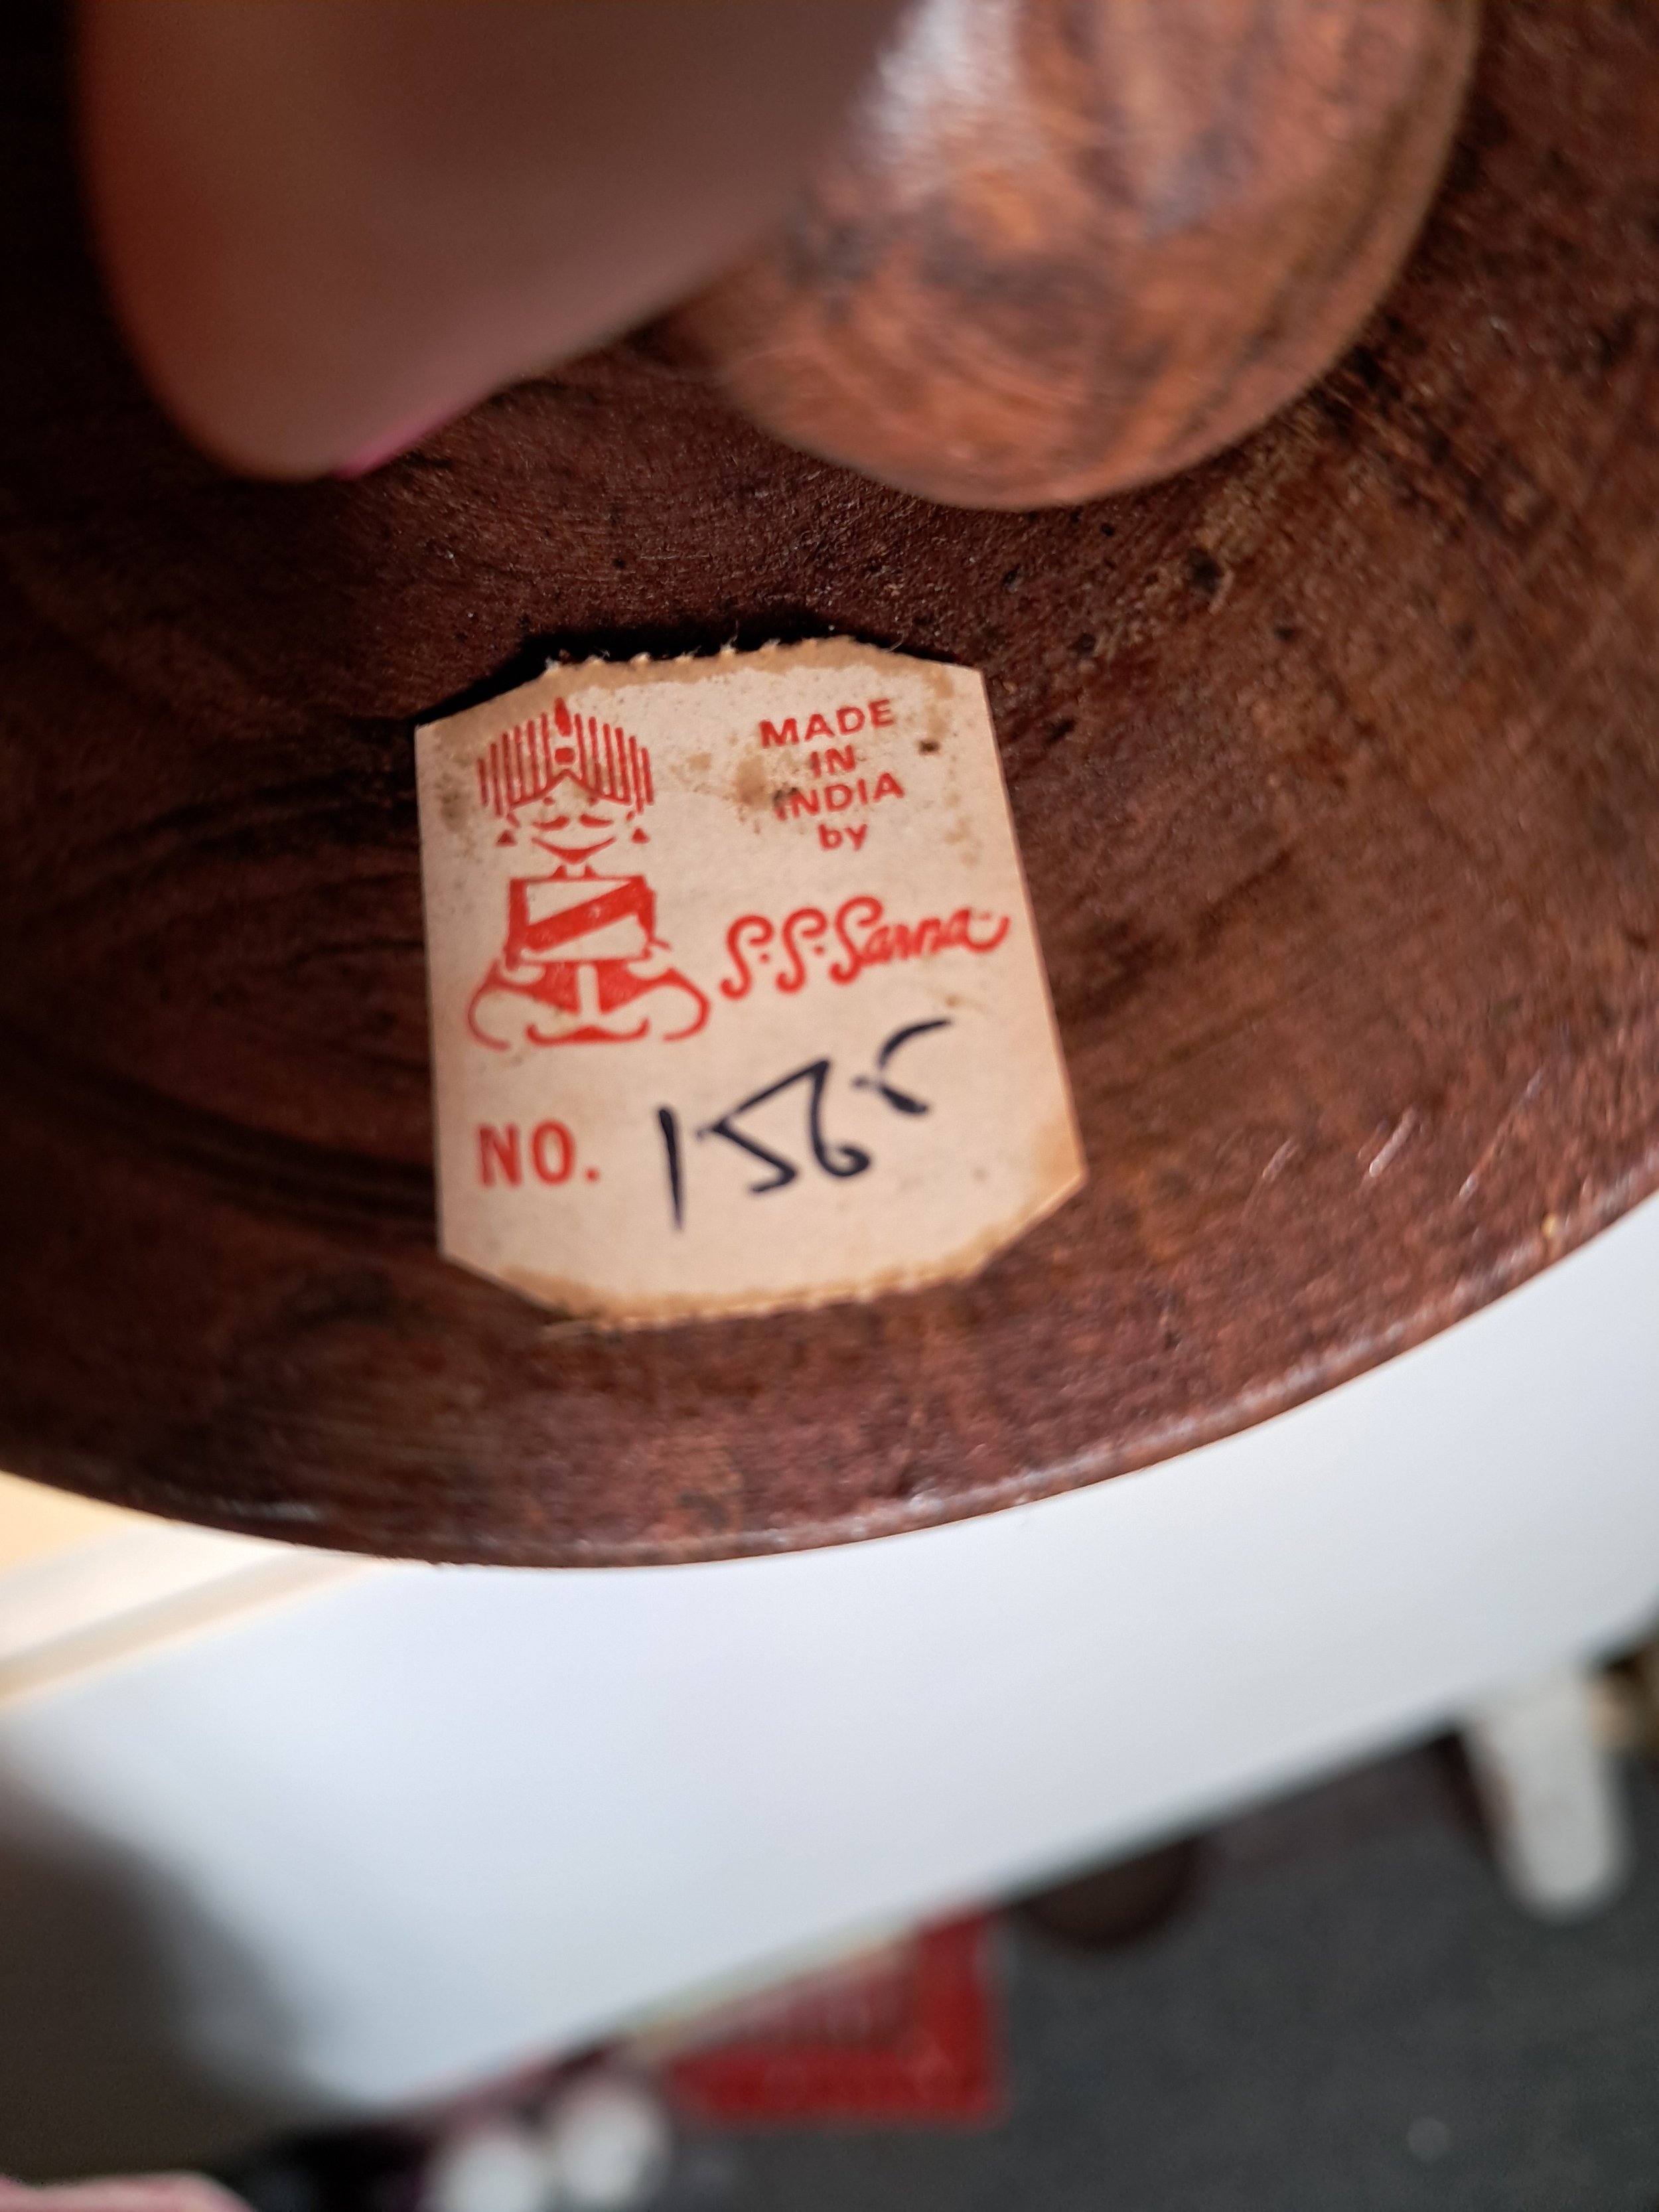 MADE
IN
INDIA
by
S.S. Sarna
NO. 1565